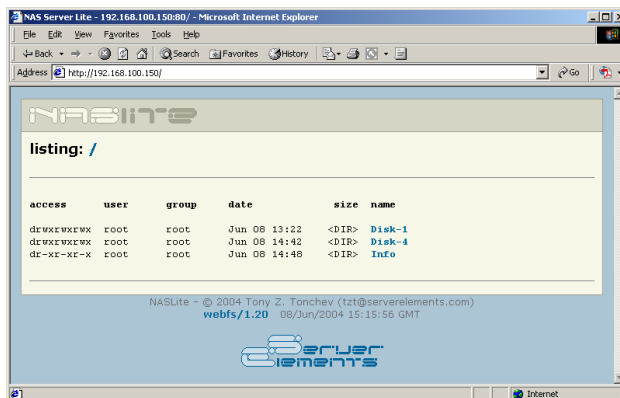 NAS Server Lite - 192.168.100.150:80/ - Microsoft Internet Explorer
File Edit View Favorites Tools Help
Back Search Favorites History
Address http://192.168.100.150/ Go
NASlite
listing: /
access user group date size name
drwxrwxrwx root root Jun 08 13:22 <DIR> Disk-1
drwxrwxrwx root root Jun 08 14:42 <DIR> Disk-4
dr-xr-xr-x root root Jun 08 14:48 <DIR> Info
NASLite - © 2004 Tony Z. Tonchev (tzt@serverelements.com)
webfs/1.20 08/Jun/2004 15:15:56 GMT
Server
Elements
Internet